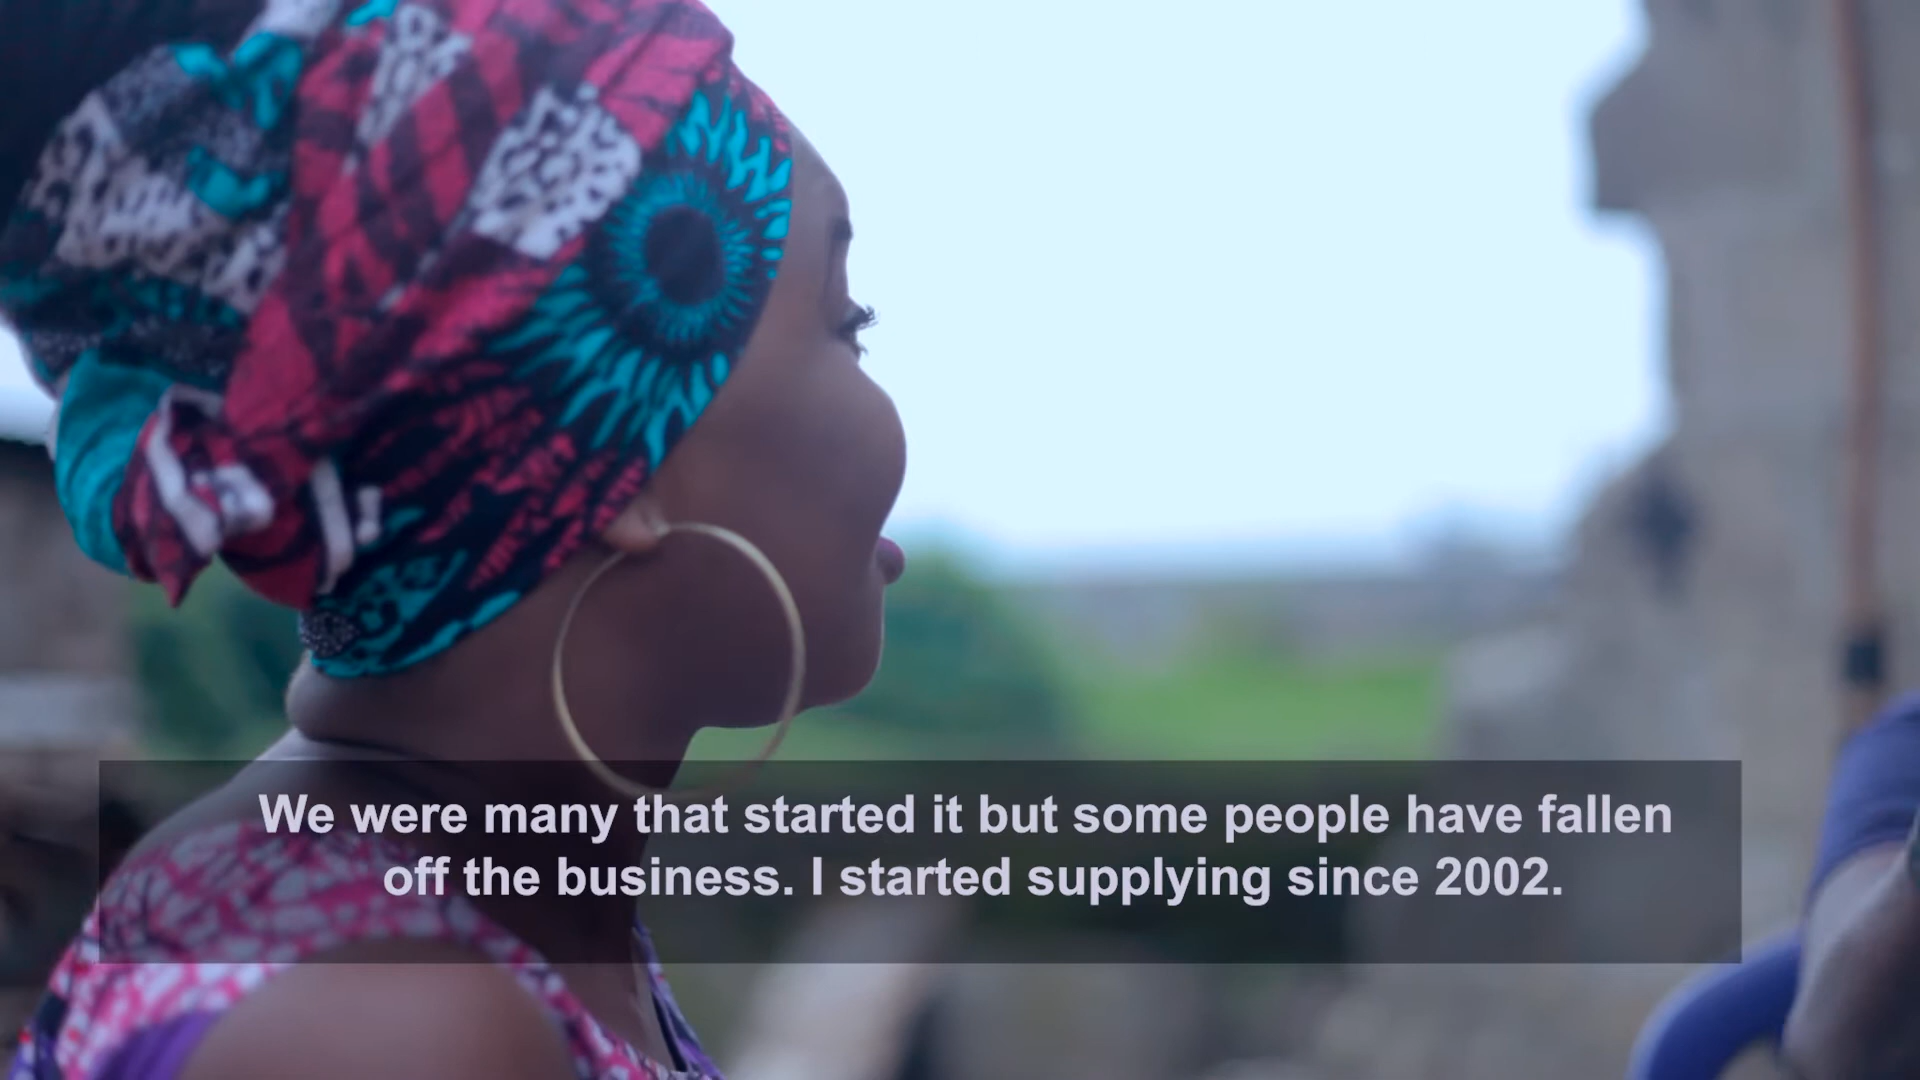 We were many that started it but some people have fallen
off the business. I started supplying since 2002.